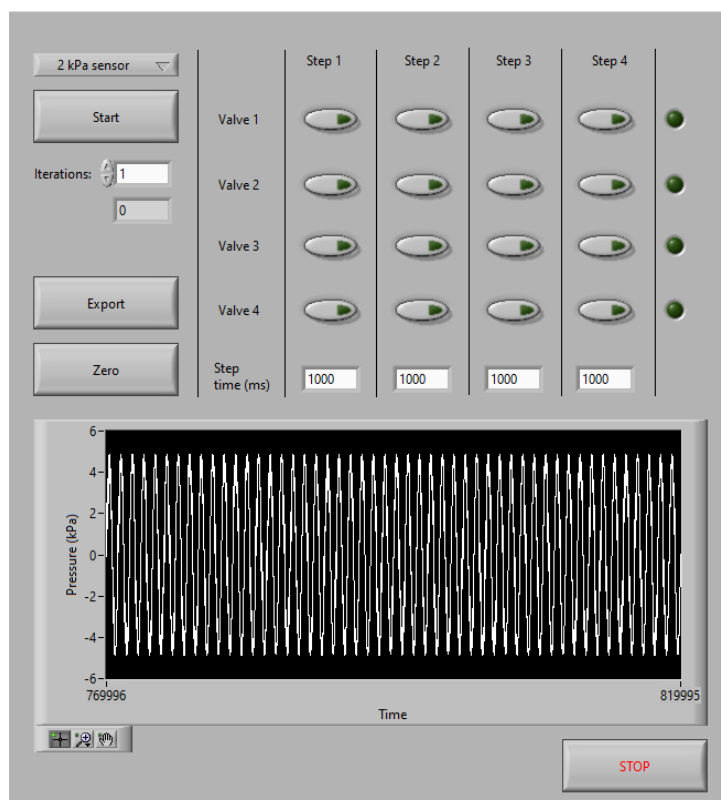 2 kPa sensor
Start
Iterations: 1
0
Export
Zero
Step 1 Step 2 Step 3 Step 4
Valve 1
Valve 2
Valve 3
Valve 4
Step
time (ms) 1000 1000 1000 1000
Pressure (kPa)
6
4
2
0
-2
-4
-6
769996 819995
Time
STOP